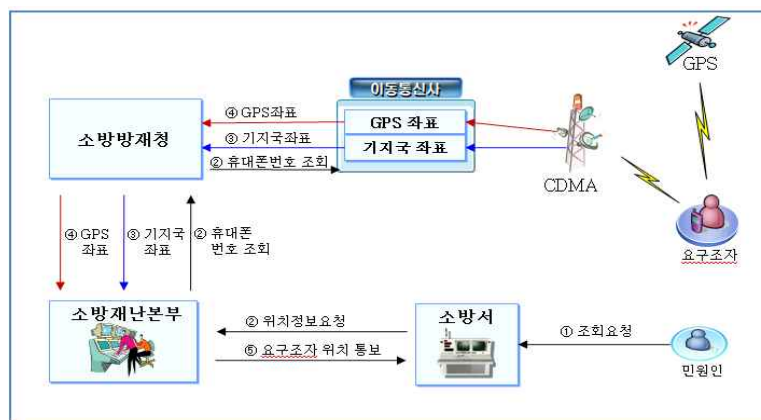 GPS
이동통신사
④ GPS좌표
GPS 좌표
소방방재청
③ 기지국좌표
기지국 좌표
② 휴대폰번호 조회
CDMA
④ GPS
좌표
③ 기지국
좌표
② 휴대폰
번호 조회
요구조자
소방재난본부
② 위치정보요청
소방서
① 조회요청
⑤ 요구조자 위치 통보
민원인